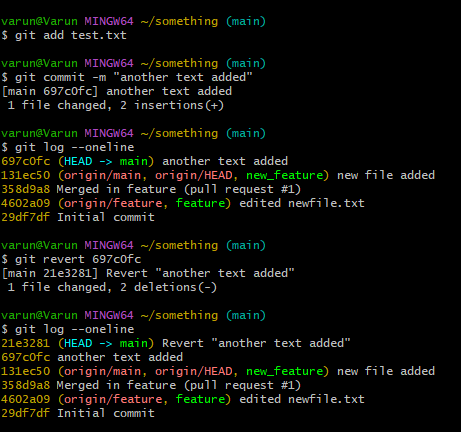 varun@Varun MINGW64 ~/something (main)
$ git add test.txt
varun@Varun MINGW64 ~/something (main)
$ git commit -m "another text added"
[main 697c0fc] another text added
 1 file changed, 2 insertions(+)
varun@Varun MINGW64 ~/something (main)
$ git log --oneline
697c0fc (HEAD -> main) another text added
131ec50 (origin/main, origin/HEAD, new_feature) new file added
358d9a8 Merged in feature (pull request #1)
4602a09 (origin/feature, feature) edited newfile.txt
29df7df Initial commit
varun@Varun MINGW64 ~/something (main)
$ git revert 697c0fc
[main 21e3281] Revert "another text added"
 1 file changed, 2 deletions(-)
varun@Varun MINGW64 ~/something (main)
$ git log --oneline
21e3281 (HEAD -> main) Revert "another text added"
697c0fc another text added
131ec50 (origin/main, origin/HEAD, new_feature) new file added
358d9a8 Merged in feature (pull request #1)
4602a09 (origin/feature, feature) edited newfile.txt
29df7df Initial commit